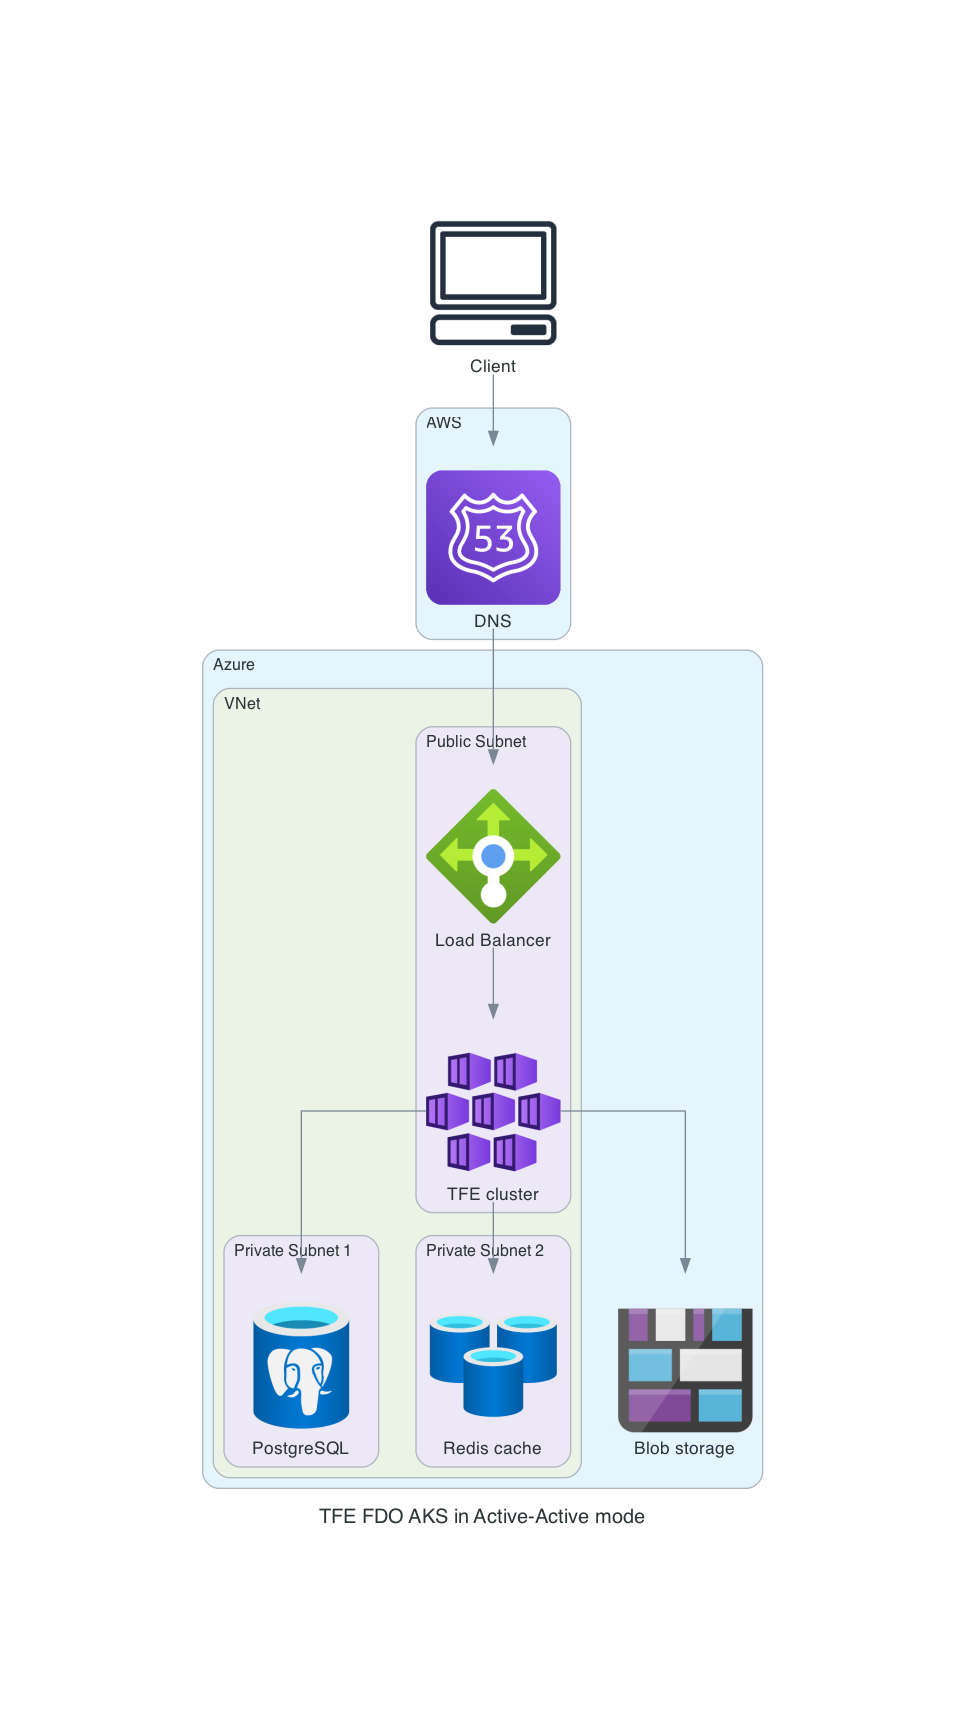 Client
AWS
53
DNS
Azure
VNet
Public Subnet
Load Balancer
TFE cluster
Private Subnet 1
Private Subnet 2
PostgreSQL
Redis cache
Blob storage
TFE FDO AKS in Active-Active mode